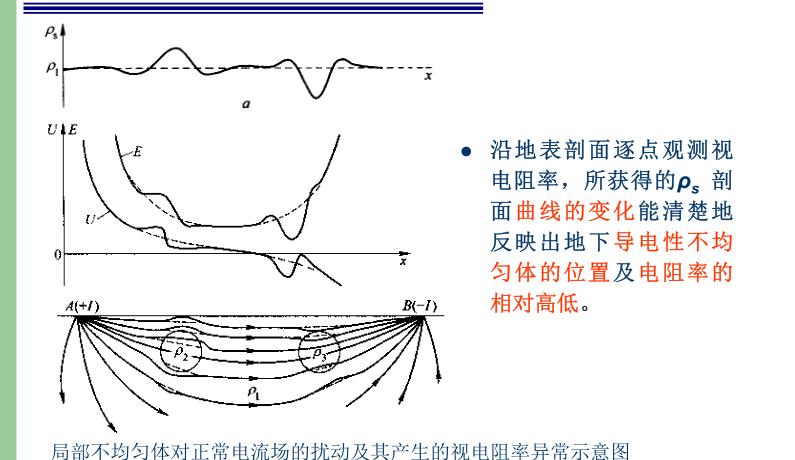 ρs
ρ1
x
a
U
E
E
U
0
x
A(+I)
B(−I)
ρ2
ρ3
ρ1
● 沿地表剖面逐点观测视
电阻率，所获得的ρs 剖
面曲线的变化能清楚地
反映出地下导电性不均
匀体的位置及电阻率的
相对高低。
局部不均匀体对正常电流场的扰动及其产生的视电阻率异常示意图